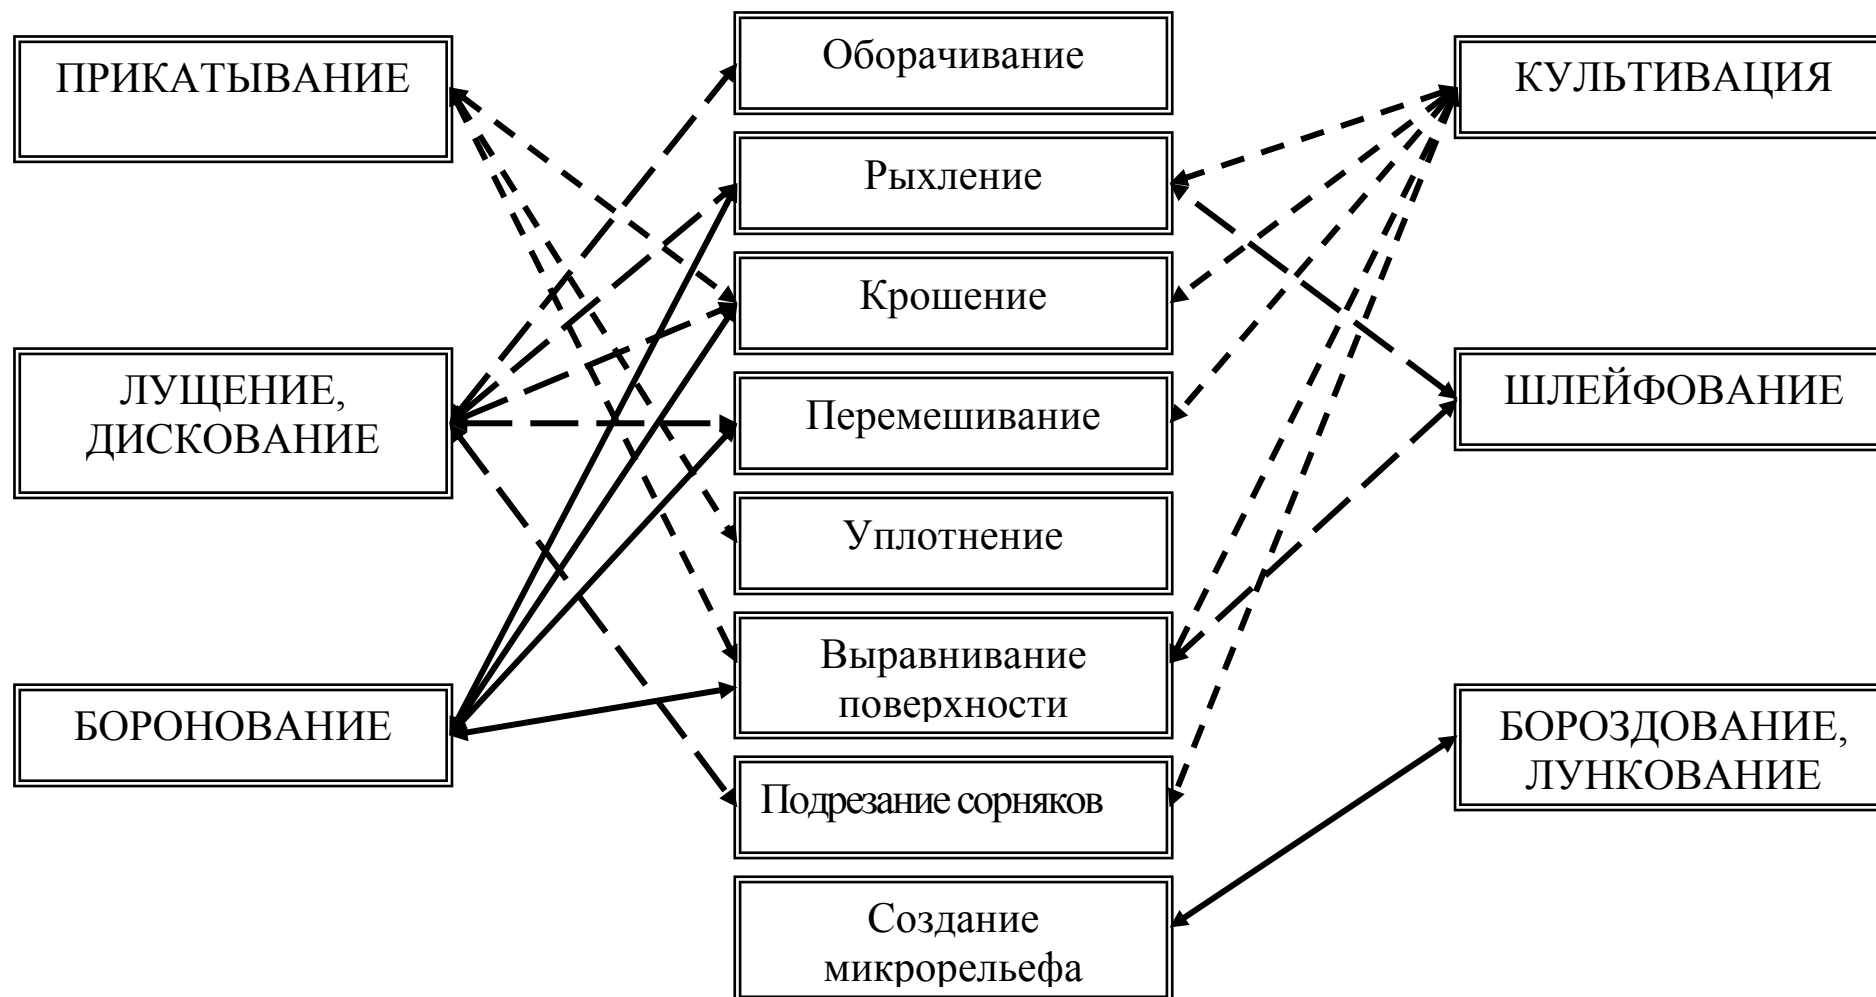 ПРИКАТЫВАНИЕ
ЛУЩЕНИЕ,
ДИСКОВАНИЕ
БОРОНОВАНИЕ
Оборачивание
Рыхление
Крошение
Перемешивание
Уплотнение
Выравнивание
поверхности
Подрезание сорняков
Создание
микрорельефа
КУЛЬТИВАЦИЯ
ШЛЕЙФОВАНИЕ
БОРОЗДОВАНИЕ,
ЛУНКОВАНИЕ